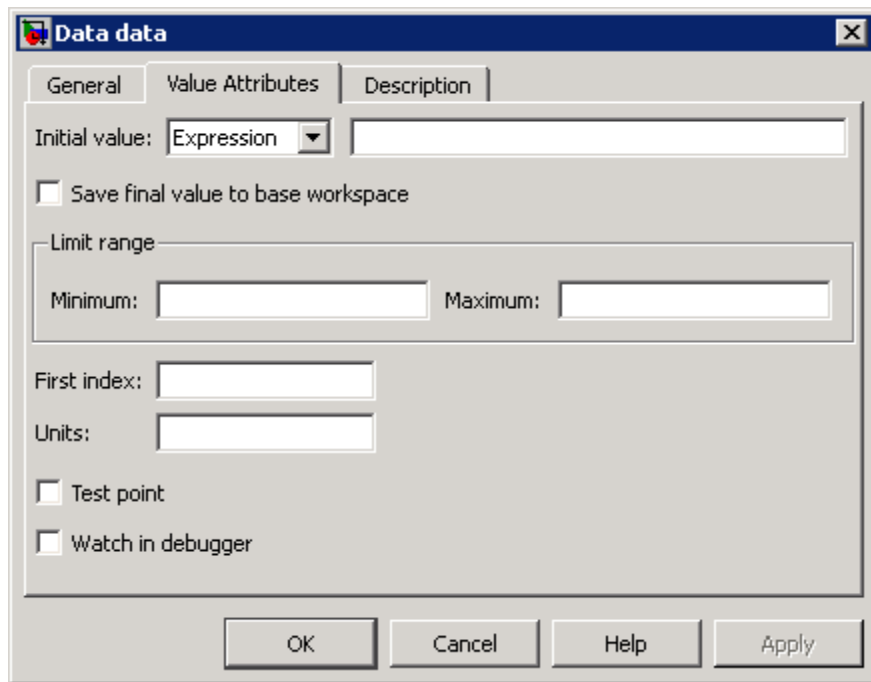 Data data
General Value Attributes Description
Initial value: Expression
Save final value to base workspace
Limit range
Minimum: Maximum:
First index:
Units:
Test point
Watch in debugger
OK Cancel Help Apply